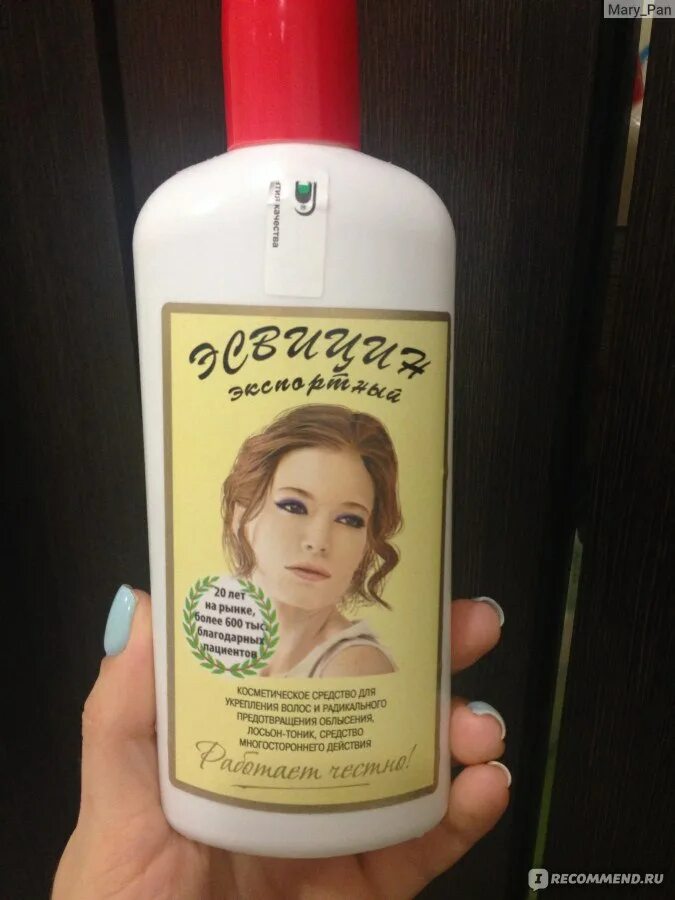 Mary_Pan
качества
ЭСВИЦИН
экспортный
20 лет
на рынке,
более 600 тыс.
благодарных
пациентов
КОСМЕТИЧЕСКОЕ СРЕДСТВО ДЛЯ
УКРЕПЛЕНИЯ ВОЛОС И РАДИКАЛЬНОГО
ПРЕДОТВРАЩЕНИЯ ОБЛЫСЕНИЯ,
ЛОСЬОН-ТОНИК, СРЕДСТВО
МНОГОСТОРОННЕГО ДЕЙСТВИЯ
Работает честно!
IRECOMMEND.RU